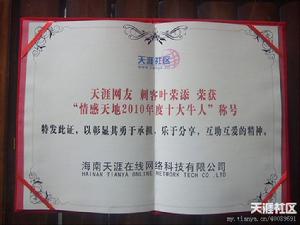 天涯社区
天涯网友 刺客叶荣添 荣获
“情感天地2010年度十大牛人”称号
特发此证，以彰显其勇于承担，乐于分享，互助互爱的精神。
海南天涯在线网络科技有限公司
HAINAN TIANYA ONLINE NETWORK TECH CO.,LTD
天涯社区
my.tianya.cn/40029691